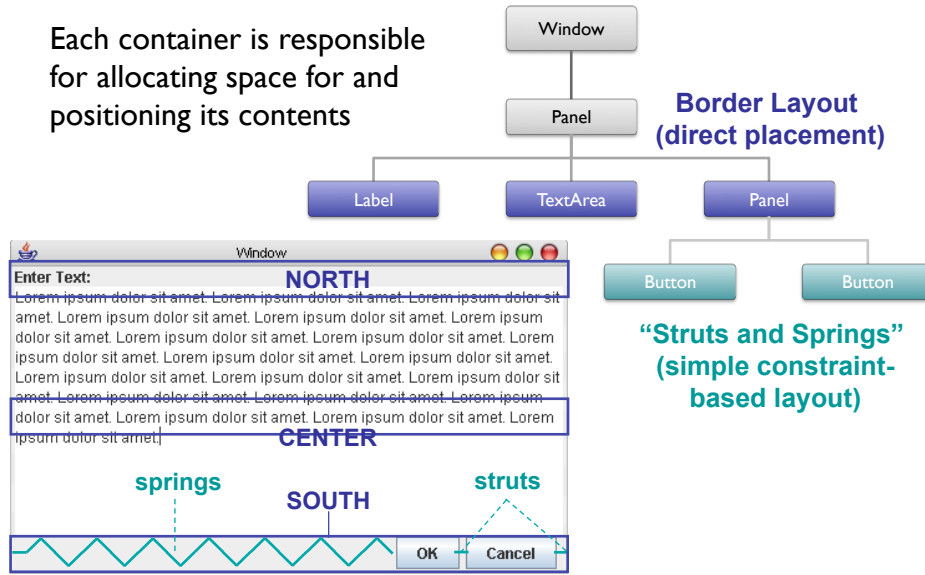 Each container is responsible
for allocating space for and
positioning its contents
Window
Panel
Border Layout
(direct placement)
Label
TextArea
Panel
Button
Button
“Struts and Springs”
(simple constraint-
based layout)
Window
Enter Text:
NORTH
Lorem ipsum dolor sit amet. Lorem ipsum dolor sit amet. Lorem ipsum dolor sit
amet. Lorem ipsum dolor sit amet. Lorem ipsum dolor sit amet. Lorem ipsum
dolor sit amet. Lorem ipsum dolor sit amet. Lorem ipsum dolor sit amet. Lorem
ipsum dolor sit amet. Lorem ipsum dolor sit amet. Lorem ipsum dolor sit amet.
Lorem ipsum dolor sit amet. Lorem ipsum dolor sit amet. Lorem ipsum dolor sit
amet. Lorem ipsum dolor sit amet. Lorem ipsum dolor sit amet. Lorem ipsum
dolor sit amet. Lorem ipsum dolor sit amet. Lorem ipsum dolor sit amet. Lorem
ipsum dolor sit amet.
CENTER
springs
struts
SOUTH
OK
Cancel